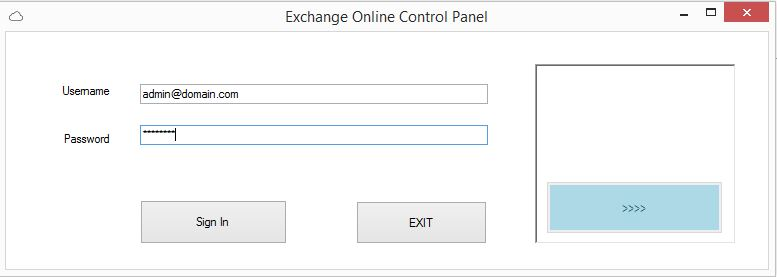 Exchange Online Control Panel
Username
admin@domain.com
Password
********
Sign In
EXIT
>>>>